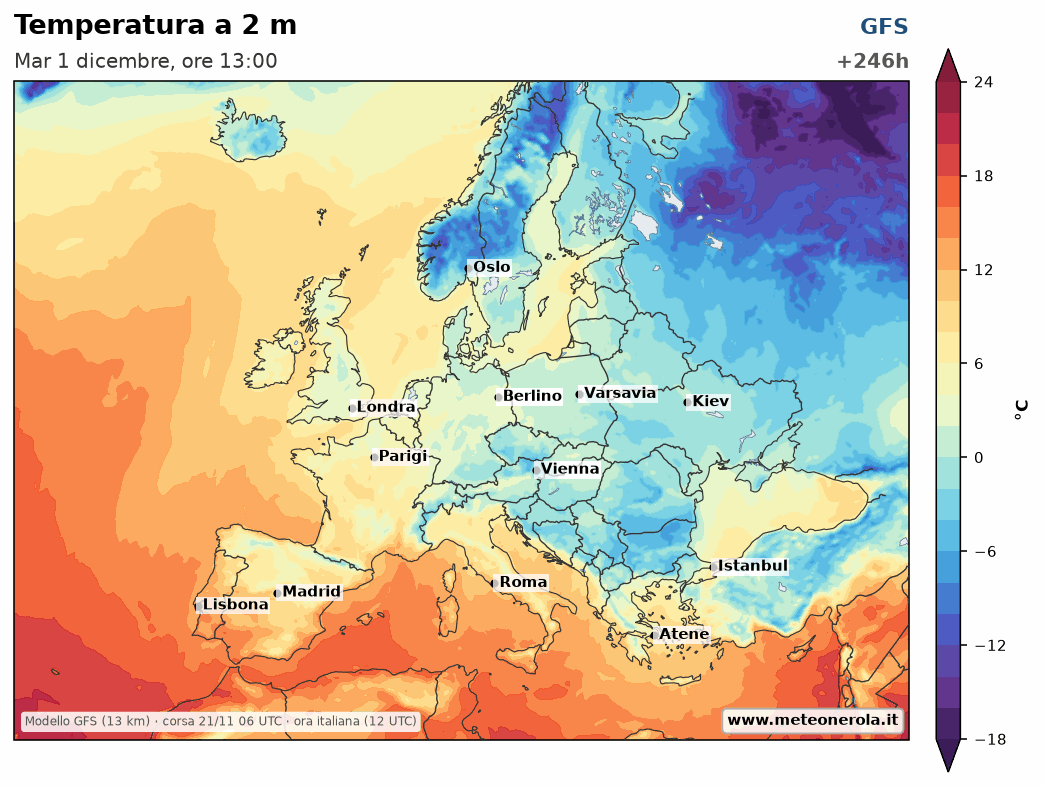 Temperatura a 2 m
GFS
Mar 1 dicembre, ore 13:00
+246h
24
18
12
6
0
−6
−12
−18
°C
Oslo
Berlino
Varsavia
Kiev
Londra
Parigi
Vienna
Istanbul
Roma
Madrid
Lisbona
Atene
Modello GFS (13 km) · corsa 21/11 06 UTC · ora italiana (12 UTC)
www.meteonerola.it